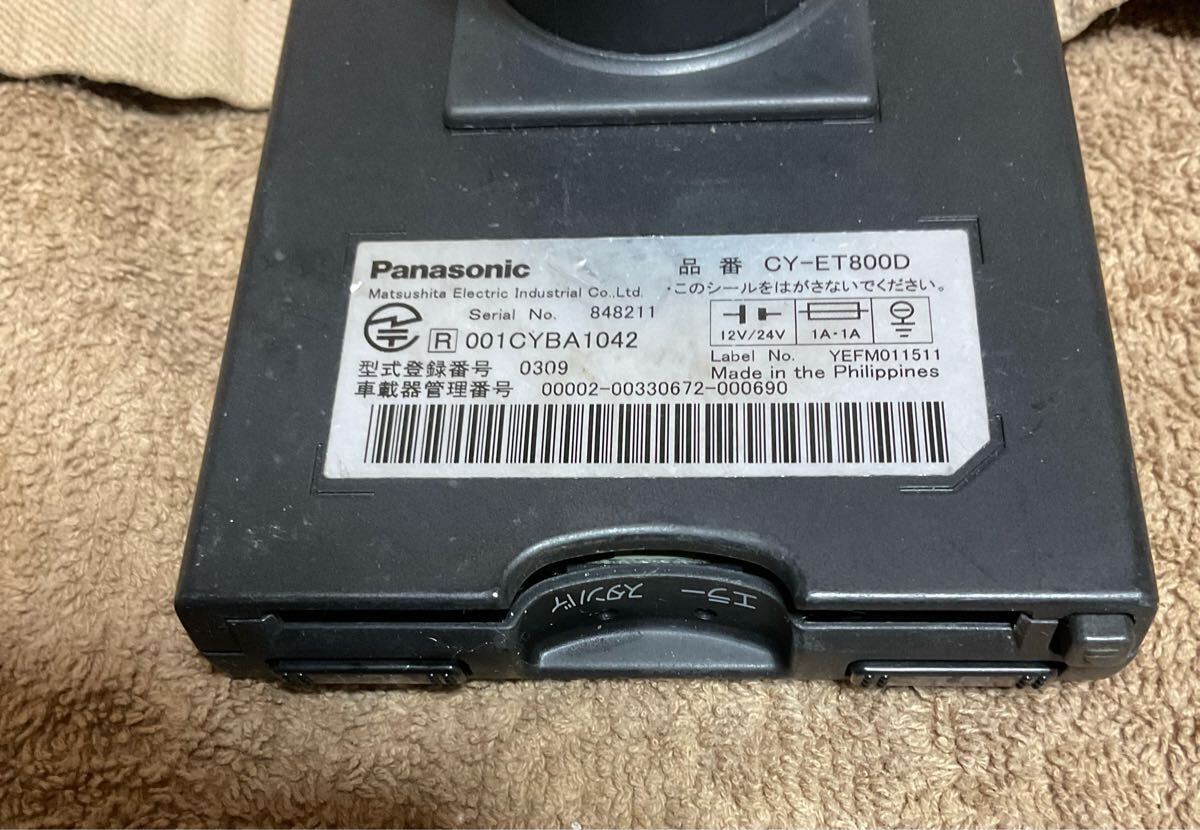 Panasonic
品 番 CY-ET800D
Matsushita Electric Industrial Co.,Ltd.
・このシールをはがさないでください。
Serial No. 848211
R 001CYBA1042
12V/24V 1A・1A
Label No. YEFM011511
型式登録番号 0309
Made in the Philippines
車載器管理番号 00002-00330672-000690
エラー スタンバイ